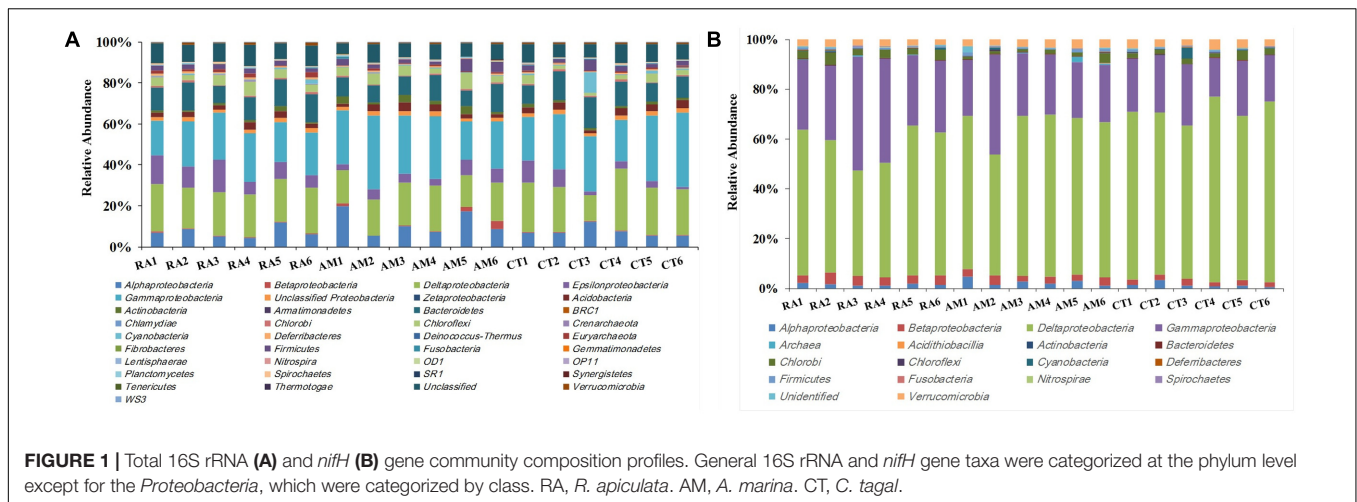 A
B
100%
80%
60%
40%
20%
0%
Relative Abundance
RA1 RA2 RA3 RA4 RA5 RA6 AM1 AM2 AM3 AM4 AM5 AM6 CT1 CT2 CT3 CT4 CT5 CT6
Alphaproteobacteria Betaproteobacteria Deltaproteobacteria Epsilonproteobacteria
Gammaproteobacteria Unclassified Proteobacteria Zetaproteobacteria Acidobacteria
Actinobacteria Armatimonadetes Bacteroidetes BRC1
Chlamydiae Chlorobi Chloroflexi Crenarchaeota
Cyanobacteria Deferribacteres Deinococcus-Thermus Euryarchaeota
Fibrobacteres Firmicutes Fusobacteria Gemmatimonadetes
Lentisphaerae Nitrospira OD1 OP11
Planctomycetes Spirochaetes SR1 Synergistetes
Tenericutes Thermotogae Unclassified Verrucomicrobia
WS3
100%
80%
60%
40%
20%
0%
Relative Abundance
RA1 RA2 RA3 RA4 RA5 RA6 AM1 AM2 AM3 AM4 AM5 AM6 CT1 CT2 CT3 CT4 CT5 CT6
Alphaproteobacteria Betaproteobacteria Deltaproteobacteria Gammaproteobacteria
Archaea Acidithiobacillia Actinobacteria Bacteroidetes
Chlorobi Chloroflexi Cyanobacteria Deferribacteres
Firmicutes Fusobacteria Nitrospirae Spirochaetes
Unidentified Verrucomicrobia
FIGURE 1 | Total 16S rRNA (A) and nifH (B) gene community composition profiles. General 16S rRNA and nifH gene taxa were categorized at the phylum level
except for the Proteobacteria, which were categorized by class. RA, R. apiculata. AM, A. marina. CT, C. tagal.